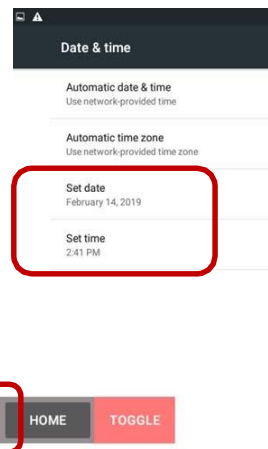 Date & time
Automatic date & time
Use network-provided time
Automatic time zone
Use network-provided time zone
Set date
February 14, 2019
Set time
2:41 PM
HOME TOGGLE